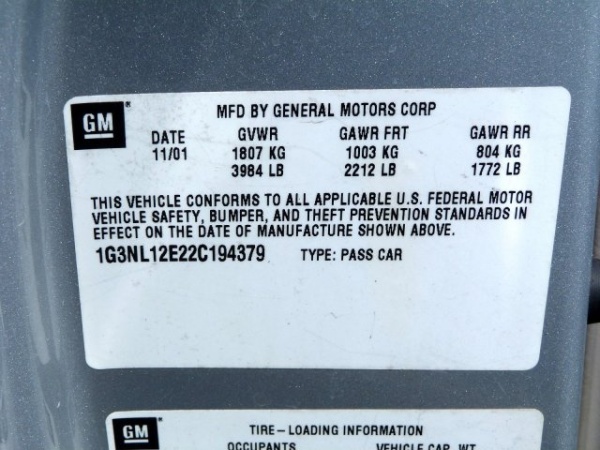 GM ® MFD BY GENERAL MOTORS CORP
DATE GVWR GAWR FRT GAWR RR
11/01 1807 KG 1003 KG 804 KG
3984 LB 2212 LB 1772 LB
THIS VEHICLE CONFORMS TO ALL APPLICABLE U.S. FEDERAL MOTOR
VEHICLE SAFETY, BUMPER, AND THEFT PREVENTION STANDARDS IN
EFFECT ON THE DATE OF MANUFACTURE SHOWN ABOVE.
1G3NL12E22C194379 TYPE: PASS CAR
GM ® TIRE-LOADING INFORMATION
OCCUPANTS VEHICLE CAP. WT.